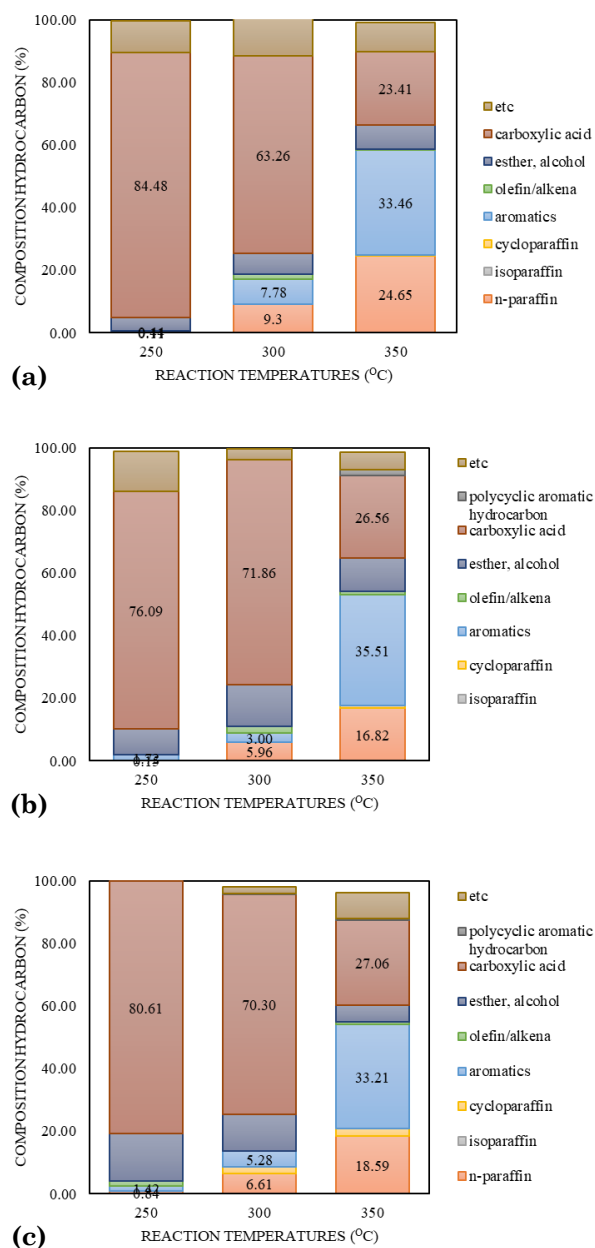 100.00
80.00
60.00
40.00
20.00
0.00
COMPOSITION HYDROCARBON (%)
84.48
63.26
7.78
9.3
23.41
33.46
24.65
250
300
350
REACTION TEMPERATURES (OC)
etc
carboxylic acid
esther, alcohol
olefin/alkena
aromatics
cycloparaffin
isoparaffin
n-paraffin
(a)
100.00
80.00
60.00
40.00
20.00
0.00
COMPOSITION HYDROCARBON (%)
76.09
71.86
3.00
5.96
26.56
35.51
16.82
250
300
350
REACTION TEMPERATURES (OC)
etc
polycyclic aromatic
hydrocarbon
carboxylic acid
esther, alcohol
olefin/alkena
aromatics
cycloparaffin
isoparaffin
(b)
100.00
80.00
60.00
40.00
20.00
0.00
COMPOSITION HYDROCARBON (%)
80.61
1.42
0.84
70.30
5.28
6.61
27.06
33.21
18.59
250
300
350
REACTION TEMPERATURES (OC)
etc
polycyclic aromatic
hydrocarbon
carboxylic acid
esther, alcohol
olefin/alkena
aromatics
cycloparaffin
isoparaffin
n-paraffin
(c)